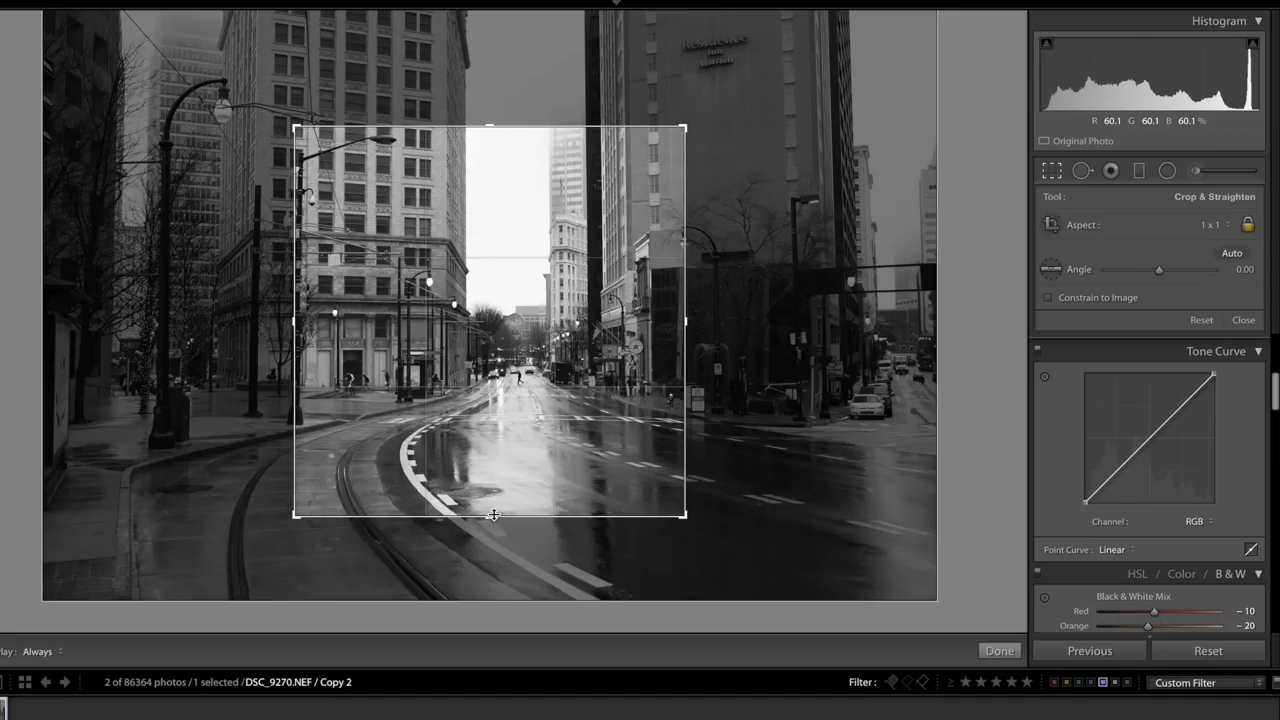 Histogram
R 60.1 G 60.1 B 60.1 %
Original Photo
Tool :
Crop & Straighten
Aspect :
1 x 1
Auto
Angle
0.00
Constrain to Image
Reset
Close
Tone Curve
Channel :
RGB
Point Curve : Linear
HSL / Color / B & W
Black & White Mix
Red
– 10
Orange
– 20
Previous
Reset
Residence
Inn
Marriott
lay : Always
Done
2 of 86364 photos / 1 selected / DSC_9270.NEF / Copy 2
Filter :
Custom Filter